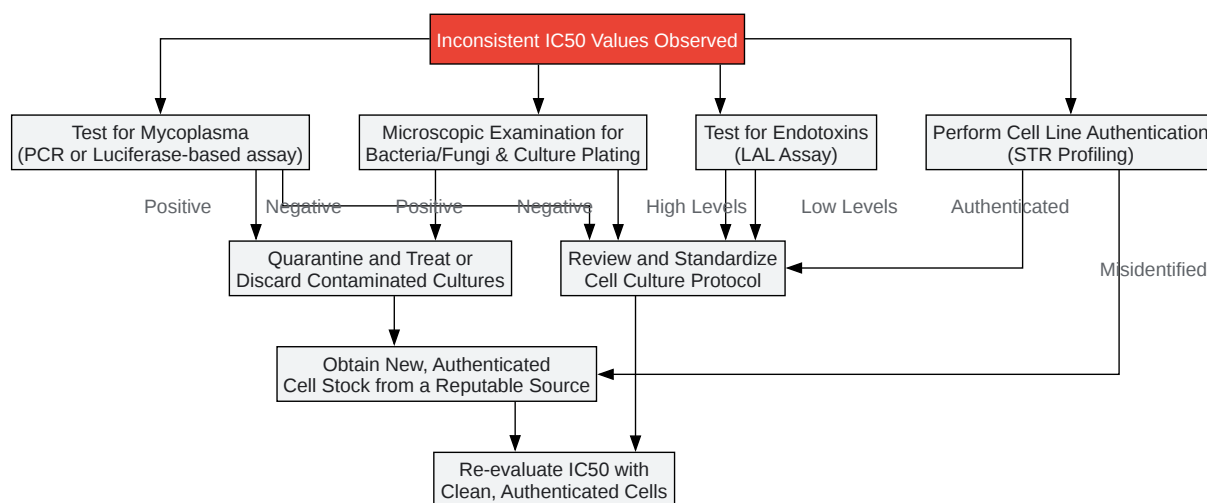 Inconsistent IC50 Values Observed
Test for Mycoplasma
(PCR or Luciferase-based assay)
Microscopic Examination for
Bacteria/Fungi & Culture Plating
Test for Endotoxins
(LAL Assay)
Perform Cell Line Authentication
(STR Profiling)
Positive
Negative
Positive
Negative
High Levels
Low Levels
Authenticated
Quarantine and Treat or
Discard Contaminated Cultures
Review and Standardize
Cell Culture Protocol
Misidentified
Obtain New, Authenticated
Cell Stock from a Reputable Source
Re-evaluate IC50 with
Clean, Authenticated Cells